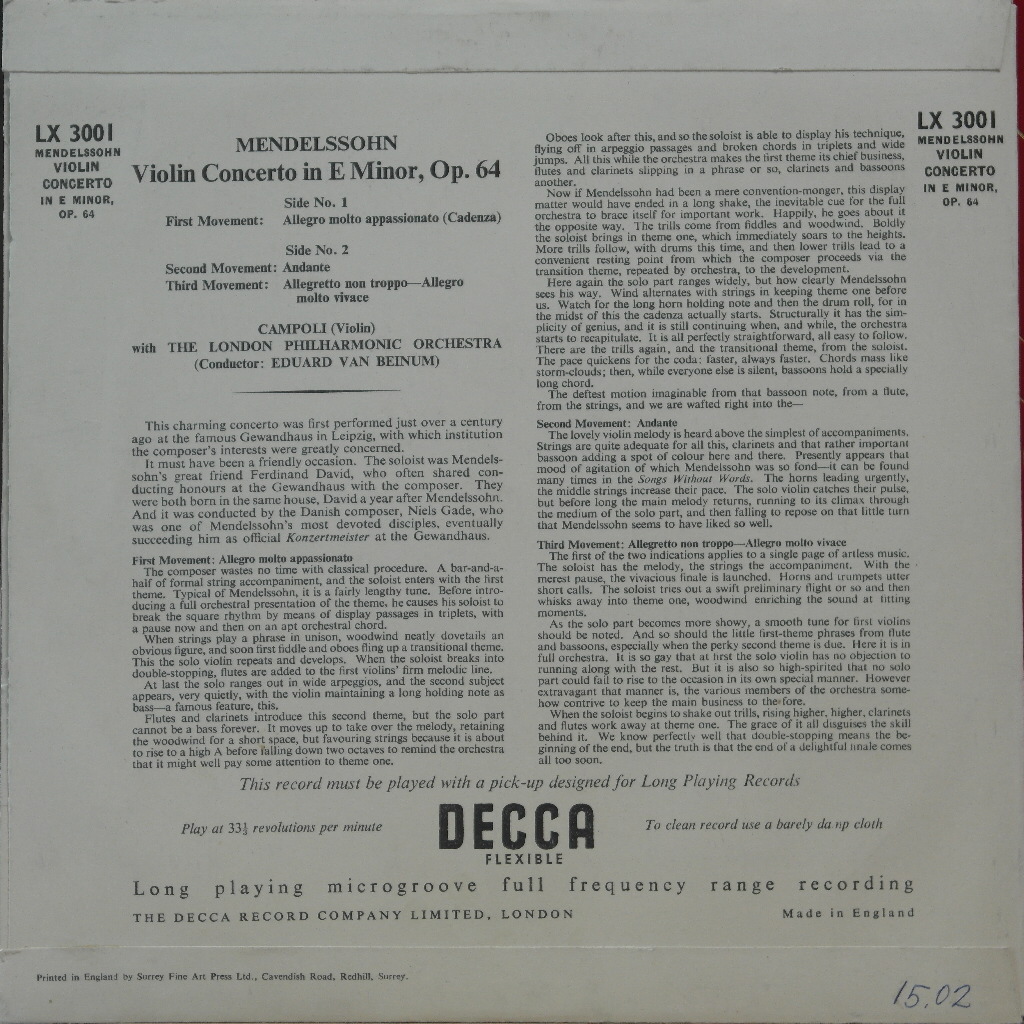 LX 3001
MENDELSSOHN
VIOLIN
CONCERTO
IN E MINOR,
OP. 64
MENDELSSOHN
Violin Concerto in E Minor, Op. 64
Side No. 1
First Movement: Allegro molto appassionato (Cadenza)
Side No. 2
Second Movement: Andante
Third Movement: Allegretto non troppo—Allegro
molto vivace
CAMPOLI (Violin)
with THE LONDON PHILHARMONIC ORCHESTRA
(Conductor: EDUARD VAN BEINUM)
This charming concerto was first performed just over a century
ago at the famous Gewandhaus in Leipzig, with which institution
the composer's interests were greatly concerned.
It must have been a friendly occasion. The soloist was Mendels-
sohn's great friend Ferdinand David, who often shared con-
ducting honours at the Gewandhaus with the composer. They
were both born in the same house, David a year after Mendelssohn.
And it was conducted by the Danish composer, Niels Gade, who
was one of Mendelssohn's most devoted disciples, eventually
succeeding him as official Konzertmeister at the Gewandhaus.
First Movement: Allegro molto appassionato
The composer wastes no time with classical procedure. A bar-and-a-
half of formal string accompaniment, and the soloist enters with the first
theme. Typical of Mendelssohn, it is a fairly lengthy tune. Before intro-
ducing a full orchestral presentation of the theme, he causes his soloist to
break the square rhythm by means of display passages in triplets, with
a pause now and then on an apt orchestral chord.
When strings play a phrase in unison, woodwind neatly dovetails an
obvious figure, and soon first fiddle and oboes fling up a transitional theme.
This the solo violin repeats and develops. When the soloist breaks into
double-stopping, flutes are added to the first violins' firm melodic line.
At last the solo ranges out in wide arpeggios, and the second subject
appears, very quietly, with the violin maintaining a long holding note as
bass—a famous feature, this.
Flutes and clarinets introduce this second theme, but the solo part
cannot be a bass forever. It moves up to take over the melody, retaining
the woodwind for a short space, but favouring strings because it is about
to rise to a high A before falling down two octaves to remind the orchestra
that it might well pay some attention to theme one.
Oboes look after this, and so the soloist is able to display his technique,
flying off in arpeggio passages and broken chords in triplets and wide
jumps. All this while the orchestra makes the first theme its chief business,
flutes and clarinets slipping in a phrase or so, clarinets and bassoons
another.
Now if Mendelssohn had been a mere convention-monger, this display
matter would have ended in a long shake, the inevitable cue for the full
orchestra to brace itself for important work. Happily, he goes about it
the opposite way. The trills come from fiddles and woodwind. Boldly
the soloist brings in theme one, which immediately soars to the heights.
More trills follow, with drums this time, and then lower trills lead to a
convenient resting point from which the composer proceeds via the
transition theme, repeated by orchestra, to the development.
Here again the solo part ranges widely, but how clearly Mendelssohn
sees his way. Wind alternates with strings in keeping theme one before
us. Watch for the long horn holding note and then the drum roll, for in
the midst of this the cadenza actually starts. Structurally it has the sim-
plicity of genius, and it is still continuing when, and while, the orchestra
starts to recapitulate. It is all perfectly straightforward, all easy to follow.
There are the trills again, and the transitional theme, from the soloist.
The pace quickens for the coda: faster, always faster. Chords mass like
storm-clouds; then, while everyone else is silent, bassoons hold a specially
long chord.
The deftest motion imaginable from that bassoon note, from a flute,
from the strings, and we are wafted right into the—
Second Movement: Andante
The lovely violin melody is heard above the simplest of accompaniments.
Strings are quite adequate for all this, clarinets and that rather important
bassoon adding a spot of colour here and there. Presently appears that
mood of agitation of which Mendelssohn was so fond—it can be found
many times in the Songs Without Words. The horns leading urgently,
the middle strings increase their pace. The solo violin catches their pulse,
but before long the main melody returns, running to its climax through
the medium of the solo part, and then falling to repose on that little turn
that Mendelssohn seems to have liked so well.
Third Movement: Allegretto non troppo—Allegro molto vivace
The first of the two indications applies to a single page of artless music.
The soloist has the melody, the strings the accompaniment. With the
merest pause, the vivacious finale is launched. Horns and trumpets utter
short calls. The soloist tries out a swift preliminary flight or so and then
whisks away into theme one, woodwind enriching the sound at fitting
moments.
As the solo part becomes more showy, a smooth tune for first violins
should be noted. And so should the little first-theme phrases from flute
and bassoons, especially when the perky second theme is due. Here it is in
full orchestra. It is so gay that at first the solo violin has no objection to
running along with the rest. But it is also so high-spirited that no solo
part could fail to rise to the occasion in its own special manner. However
extravagant that manner is, the various members of the orchestra some-
how contrive to keep the main business to the fore.
When the soloist begins to shake out trills, rising higher, higher, clarinets
and flutes work away at theme one. The grace of it all disguises the skill
behind it. We know perfectly well that double-stopping means the be-
ginning of the end, but the truth is that the end of a delightful finale comes
all too soon.
LX 3001
MENDELSSOHN
VIOLIN
CONCERTO
IN E MINOR,
OP. 64
This record must be played with a pick-up designed for Long Playing Records
Play at 33⅓ revolutions per minute
DECCA
FLEXIBLE
To clean record use a barely damp cloth
Long playing microgroove full frequency range recording
THE DECCA RECORD COMPANY LIMITED, LONDON
Made in England
Printed in England by Surrey Fine Art Press Ltd., Cavendish Road, Redhill, Surrey.
15.02